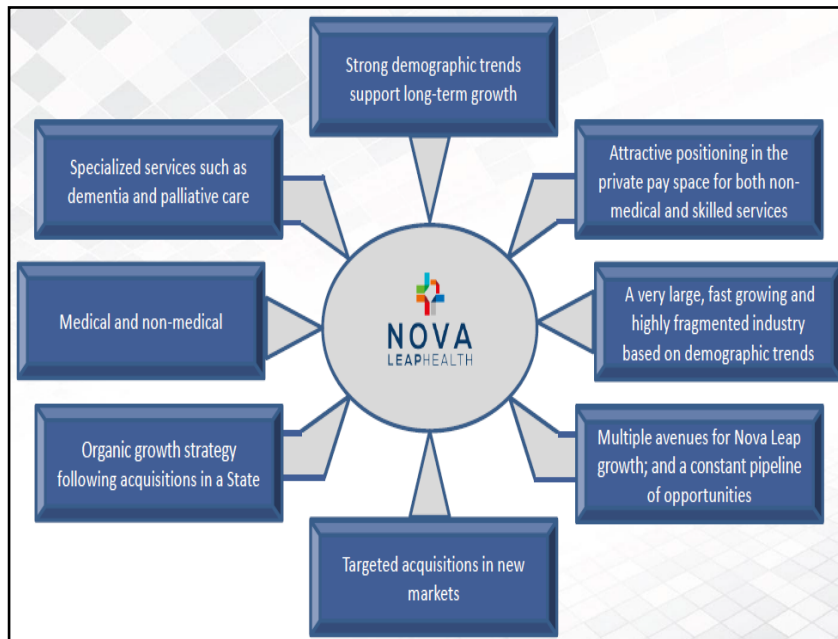 Strong demographic trends
support long-term growth
Specialized services such as
dementia and palliative care
Attractive positioning in the
private pay space for both non-
medical and skilled services
Medical and non-medical
NOVA
LEAPHEALTH
A very large, fast growing and
highly fragmented industry
based on demographic trends
Organic growth strategy
following acquisitions in a State
Multiple avenues for Nova Leap
growth; and a constant pipeline
of opportunities
Targeted acquisitions in new
markets